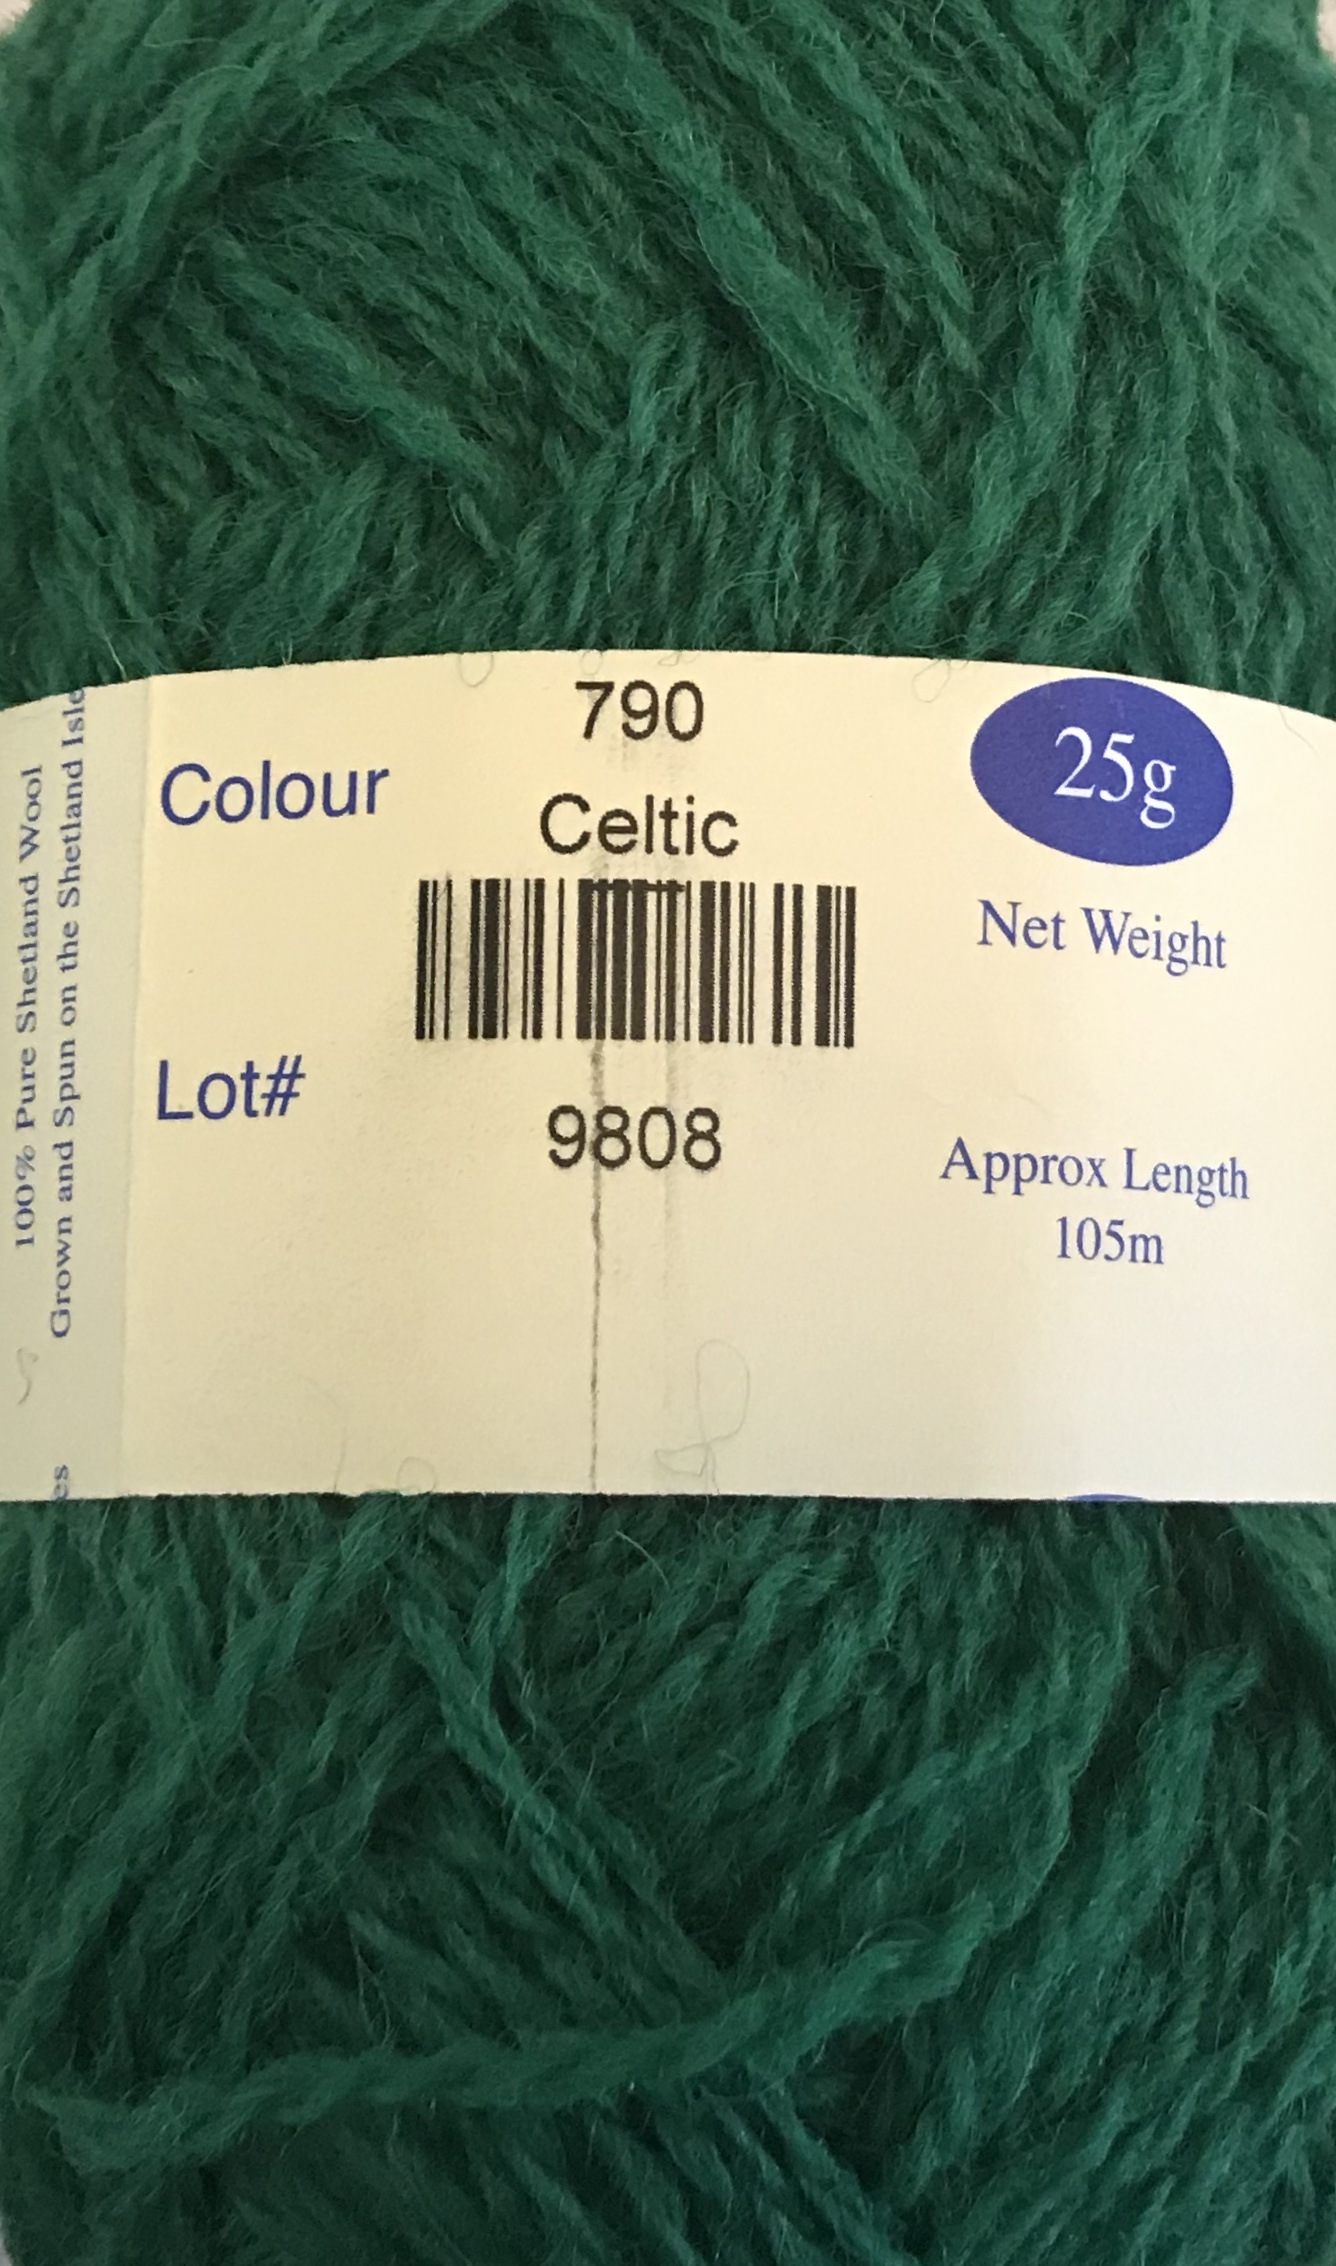 100% Pure Shetland Wool
Grown and Spun on the Shetland Isle
es
790
Colour
Celtic
Lot#
9808
25g
Net Weight
Approx Length
105m